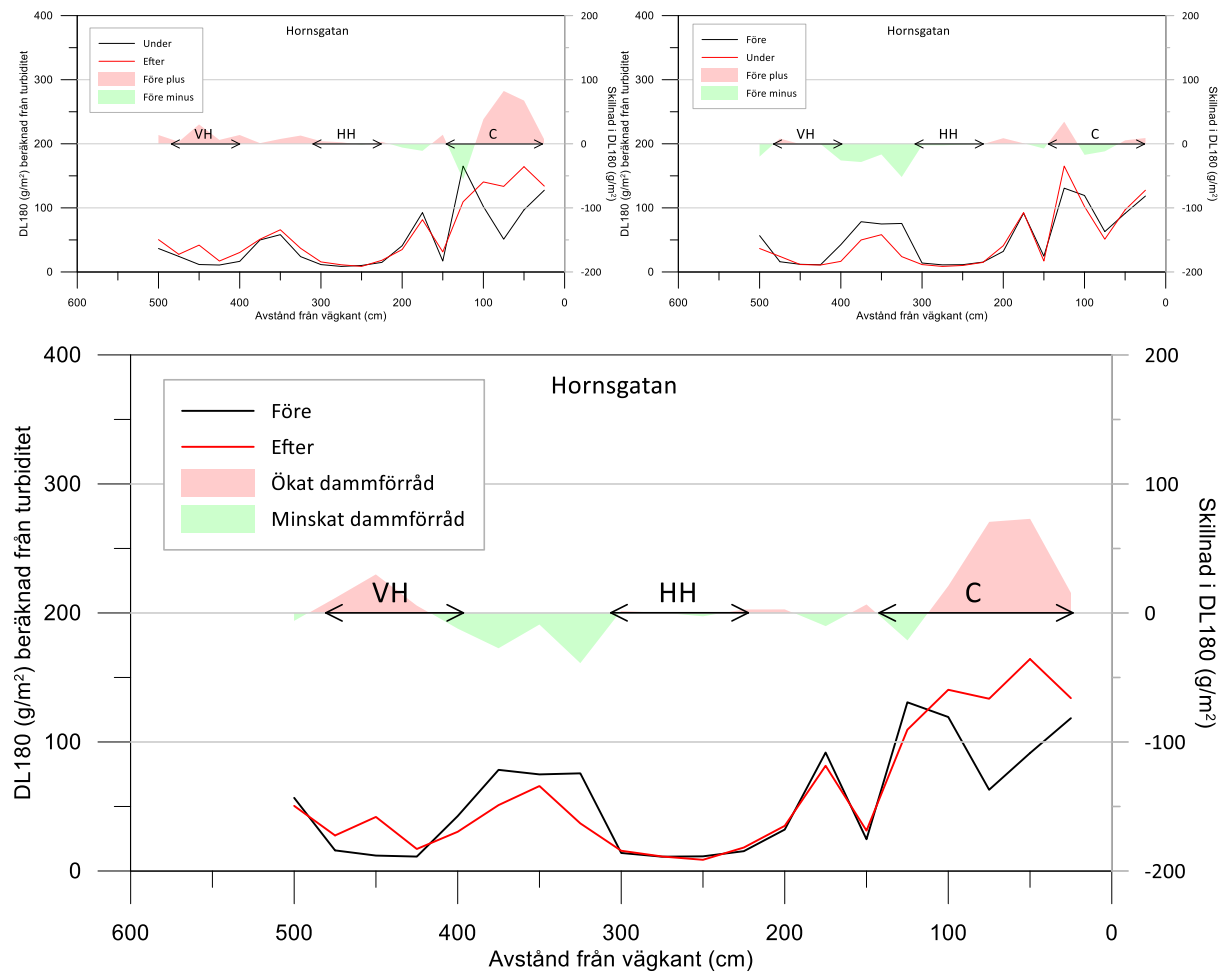 Hornsgatan
Under
Efter
Före plus
Före minus
VH
HH
C
400
300
200
100
0
200
100
0
-100
-200
600
500
400
300
200
100
0
DL180 (g/m²) beräknad från turbiditet
Skillnad i DL180 (g/m²)
Avstånd från vägkant (cm)
Hornsgatan
Före
Under
Före plus
Före minus
VH
HH
C
400
300
200
100
0
200
100
0
-100
-200
600
500
400
300
200
100
0
DL180 (g/m²) beräknad från turbiditet
Skillnad i DL180 (g/m²)
Avstånd från vägkant (cm)
Hornsgatan
Före
Efter
Ökat dammförråd
Minskat dammförråd
VH
HH
C
400
300
200
100
0
200
100
0
-100
-200
600
500
400
300
200
100
0
DL180 (g/m²) beräknad från turbiditet
Skillnad i DL180 (g/m²)
Avstånd från vägkant (cm)